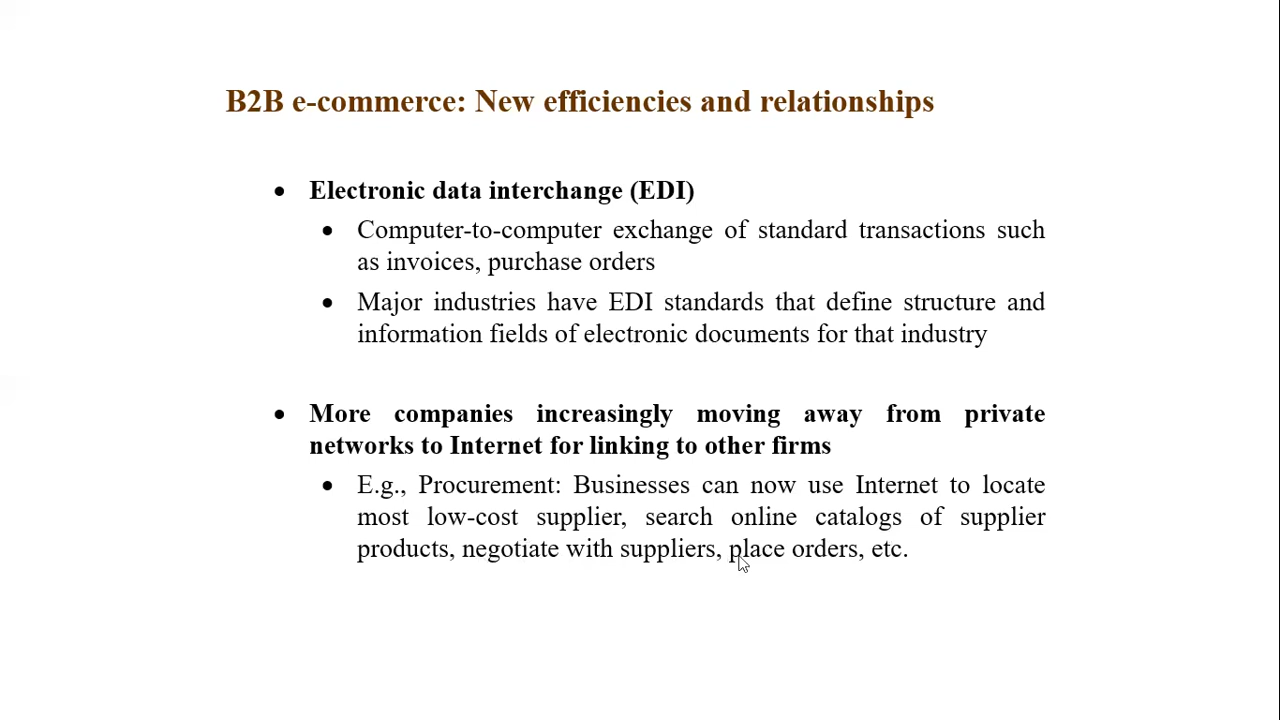 B2B e-commerce: New efficiencies and relationships
• Electronic data interchange (EDI)
• Computer-to-computer exchange of standard transactions such
as invoices, purchase orders
• Major industries have EDI standards that define structure and
information fields of electronic documents for that industry
• More companies increasingly moving away from private
networks to Internet for linking to other firms
• E.g., Procurement: Businesses can now use Internet to locate
most low-cost supplier, search online catalogs of supplier
products, negotiate with suppliers, place orders, etc.